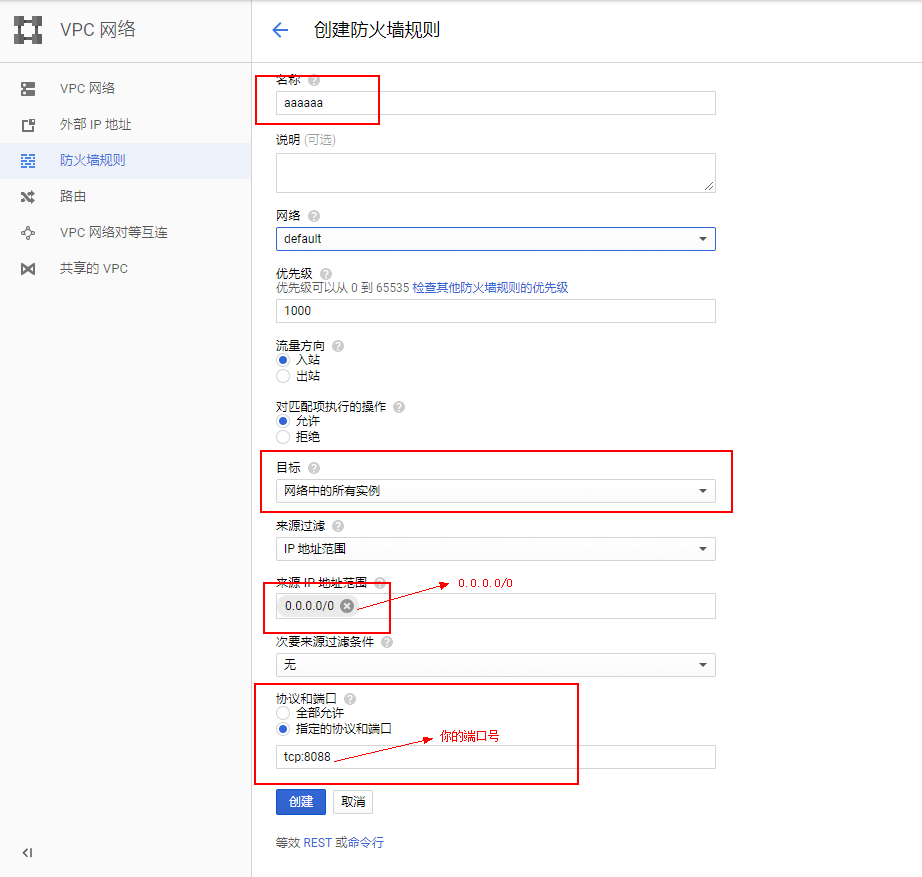 VPC 网络
创建防火墙规则
VPC 网络
外部 IP 地址
防火墙规则
路由
VPC 网络对等互连
共享的 VPC
名称
aaaaaa
说明 (可选)
网络
default
优先级
优先级可以从 0 到 65535 检查其他防火墙规则的优先级
1000
流量方向
入站
出站
对匹配项执行的操作
允许
拒绝
目标
网络中的所有实例
来源过滤
IP 地址范围
来源 IP 地址范围
0.0.0.0/0
0.0.0.0/0
次要来源过滤条件
无
协议和端口
全部允许
指定的协议和端口
你的端口号
tcp:8088
创建 取消
等效 REST 或命令行